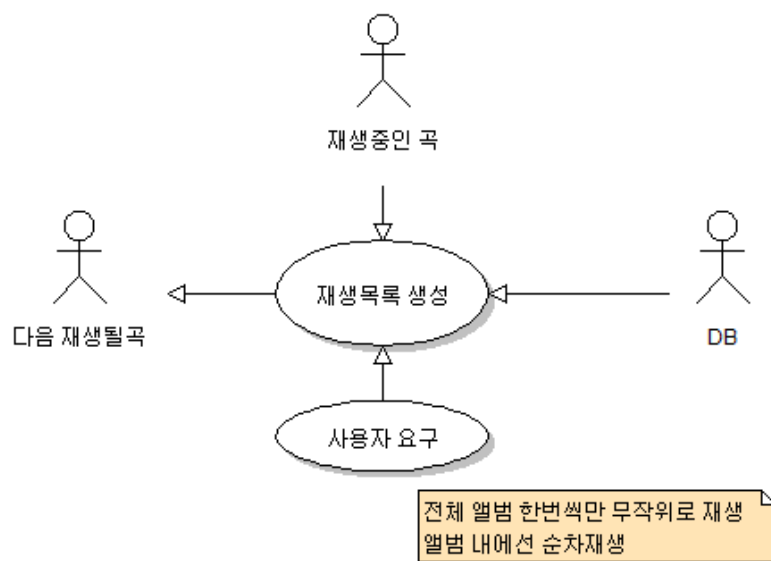 재생중인 곡
재생목록 생성
다음 재생될곡
DB
사용자 요구
전체 앨범 한번씩만 무작위로 재생
앨범 내에선 순차재생